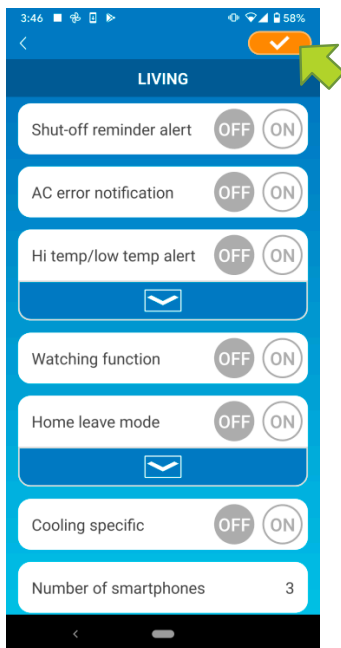 3:46 58%
LIVING
Shut-off reminder alert OFF ON
AC error notification OFF ON
Hi temp/low temp alert OFF ON
Watching function OFF ON
Home leave mode OFF ON
Cooling specific OFF ON
Number of smartphones 3